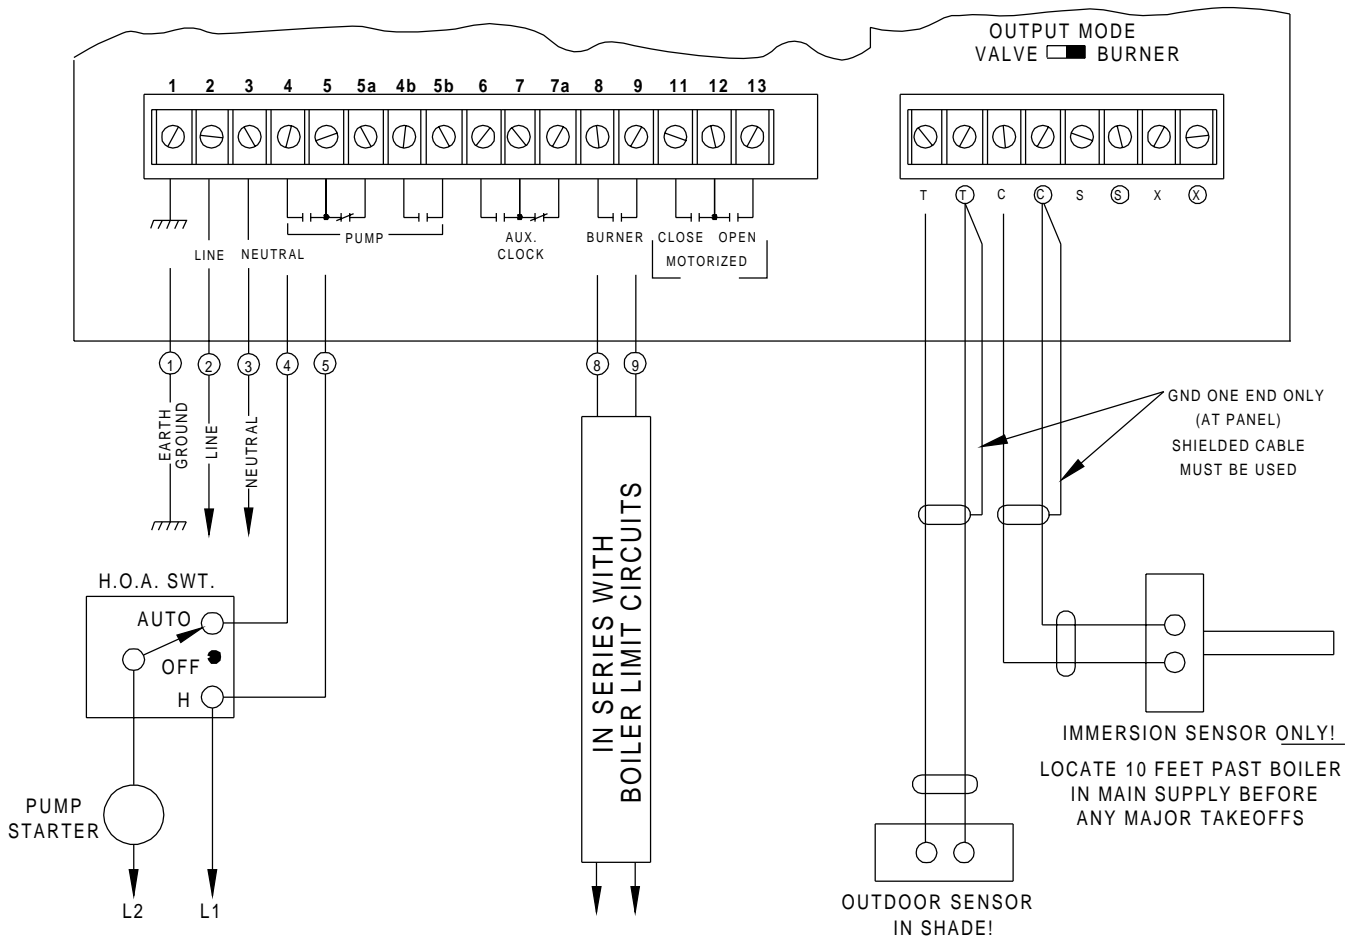 OUTPUT MODE
VALVE BURNER
1 2 3 4 5 5a 4b 5b 6 7 7a 8 9 11 12 13
T T C C S S X X
LINE NEUTRAL
PUMP
AUX.
CLOCK
BURNER
CLOSE OPEN
MOTORIZED
1 2 3 4 5 8 9
EARTH
GROUND
LINE
NEUTRAL
GND ONE END ONLY
(AT PANEL)
SHIELDED CABLE
MUST BE USED
IN SERIES WITH
BOILER LIMIT CIRCUITS
H.O.A. SWT.
AUTO
OFF
H
PUMP
STARTER
L2 L1
IMMERSION SENSOR ONLY!
LOCATE 10 FEET PAST BOILER
IN MAIN SUPPLY BEFORE
ANY MAJOR TAKEOFFS
OUTDOOR SENSOR
IN SHADE!